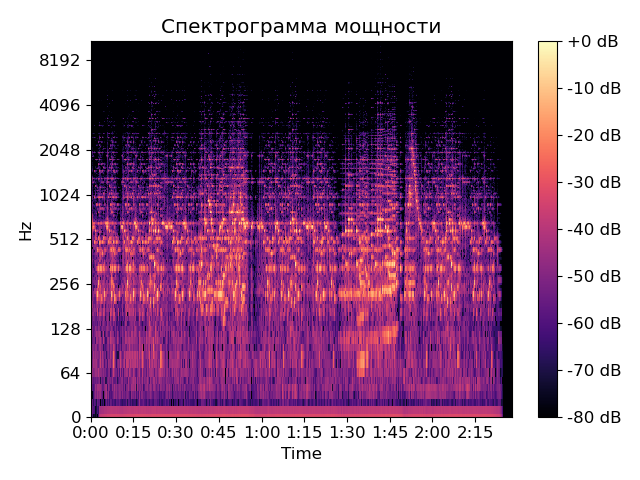 Спектрограмма мощности
Hz
8192
4096
2048
1024
512
256
128
64
0
0:00 0:15 0:30 0:45 1:00 1:15 1:30 1:45 2:00 2:15
Time
+0 dB
-10 dB
-20 dB
-30 dB
-40 dB
-50 dB
-60 dB
-70 dB
-80 dB